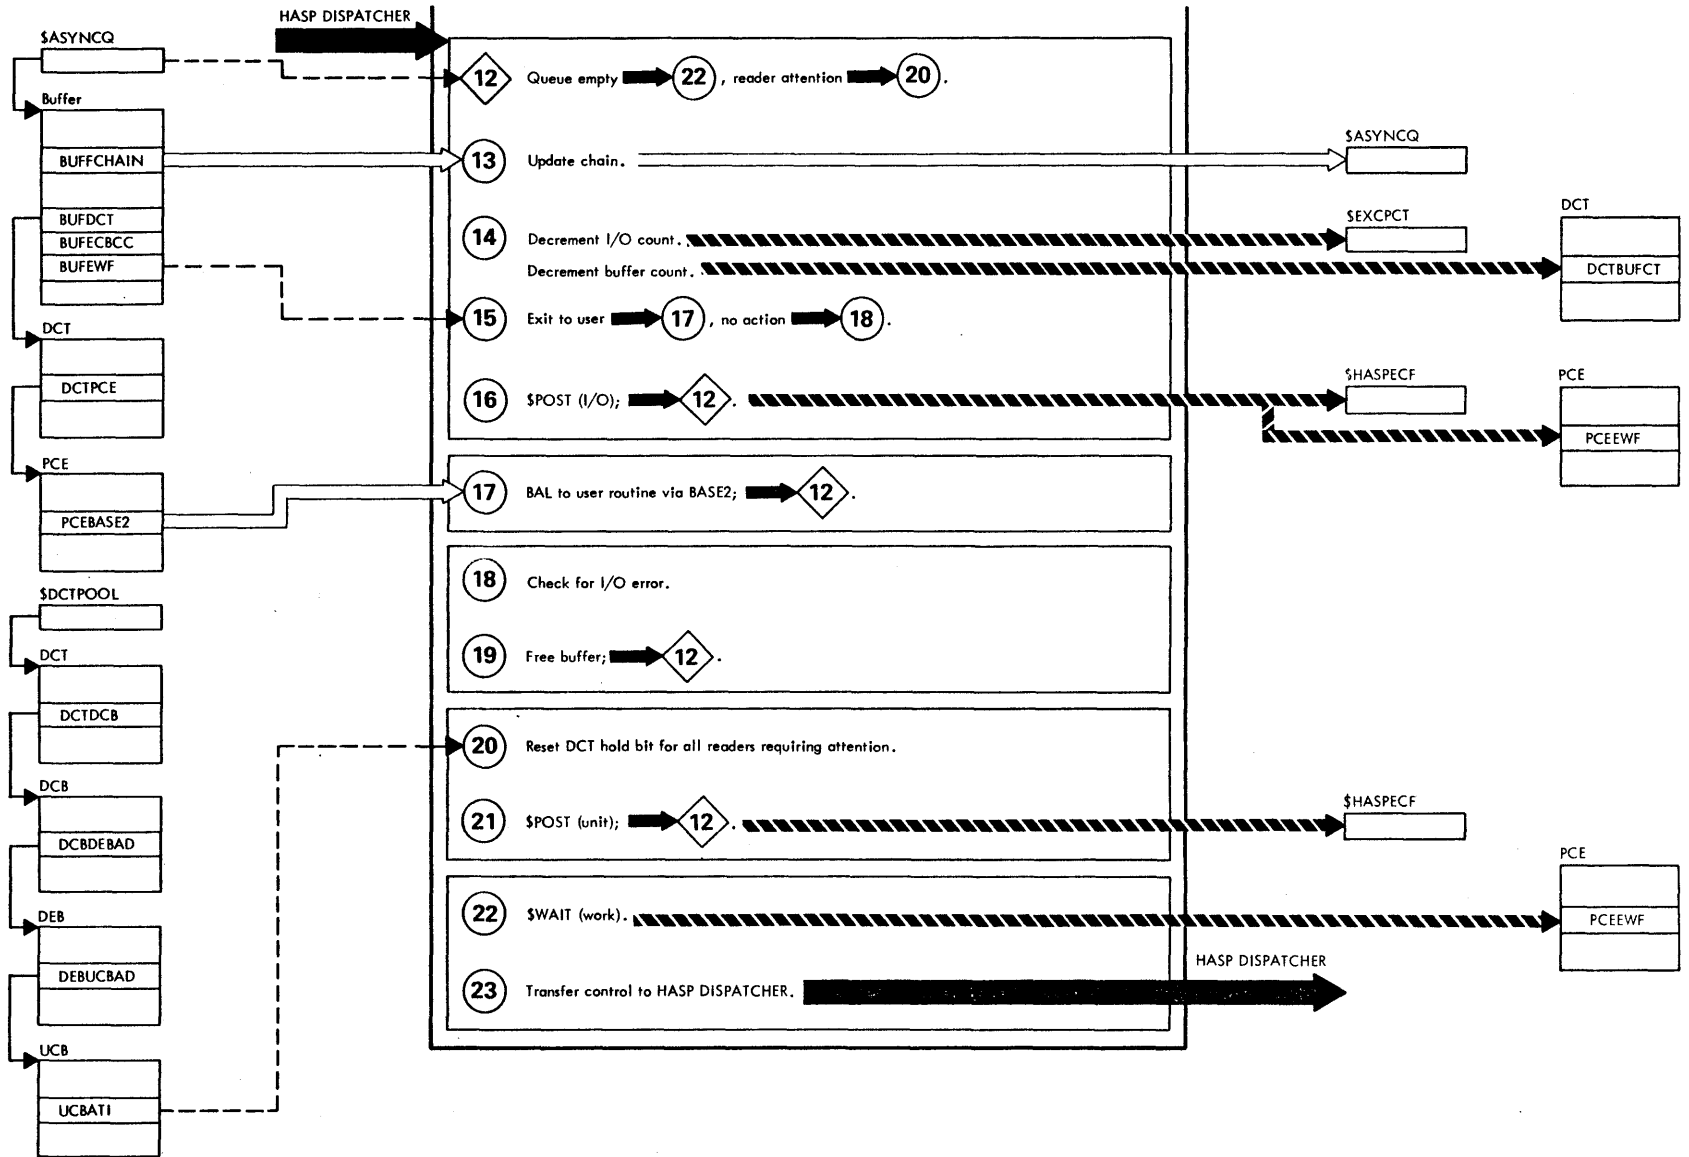 HASP DISPATCHER
$ASYNCQ
12 Queue empty 22 , reader attention 20 .
Buffer
BUFFCHAIN
13 Update chain.
$ASYNCQ
BUFDCT
BUFECBCC
BUFEWF
14 Decrement I/O count.
Decrement buffer count.
$EXCPCT
DCT
DCTBUFCT
15 Exit to user 17 , no action 18 .
DCT
DCTPCE
16 $POST (I/O); 12 .
$HASPECF
PCE
PCEEWF
PCE
PCEBASE2
17 BAL to user routine via BASE2; 12 .
18 Check for I/O error.
$DCTPOOL
19 Free buffer; 12 .
DCT
DCTDCB
20 Reset DCT hold bit for all readers requiring attention.
DCB
DCBDEBAD
21 $POST (unit); 12 .
$HASPECF
PCE
PCEEWF
22 $WAIT (work).
DEB
DEBUCBAD
23 Transfer control to HASP DISPATCHER.
HASP DISPATCHER
UCB
UCBATI